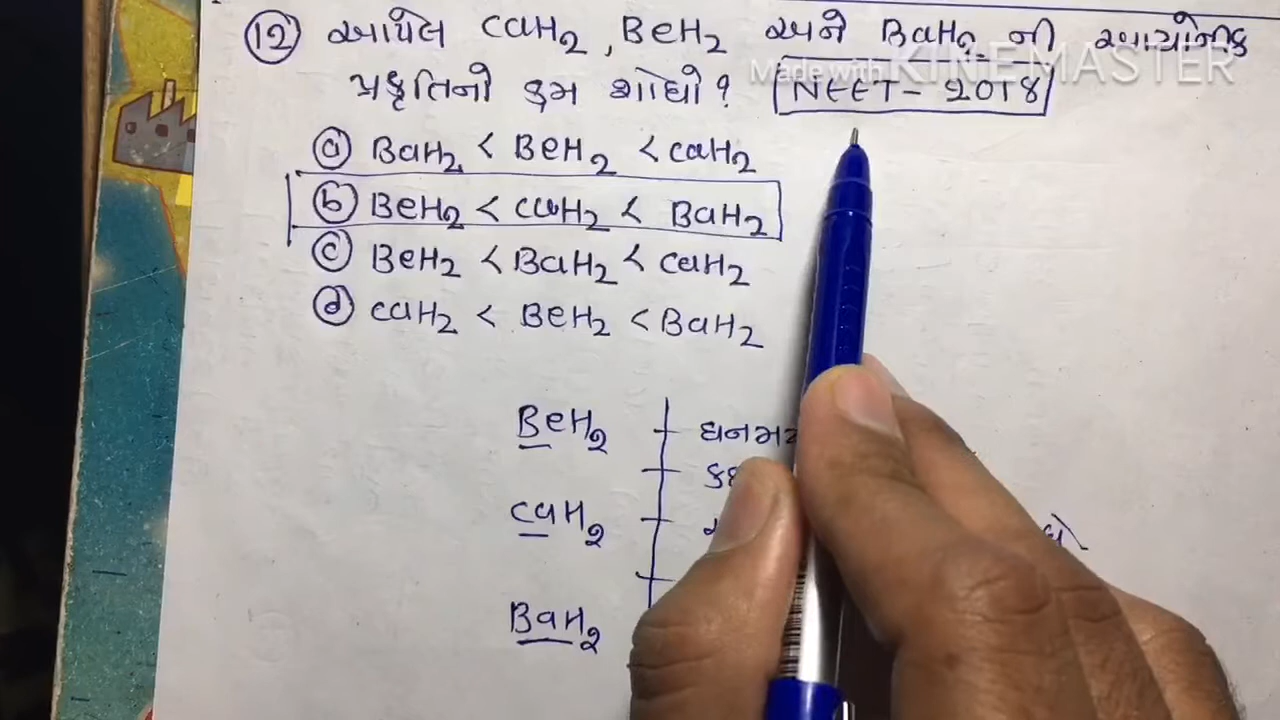 (12) આપેલ CaH2, BeH2 અને BaH2 ની આયોનીક
Made with KINEMASTER
પ્રકૃતિનો ક્રમ શોધો? NEET - 2018
(a) BaH2 < BeH2 < CaH2
(b) BeH2 < CaH2 < BaH2
(c) BeH2 < BaH2 < CaH2
(d) CaH2 < BeH2 < BaH2
BeH2
CaH2
BaH2